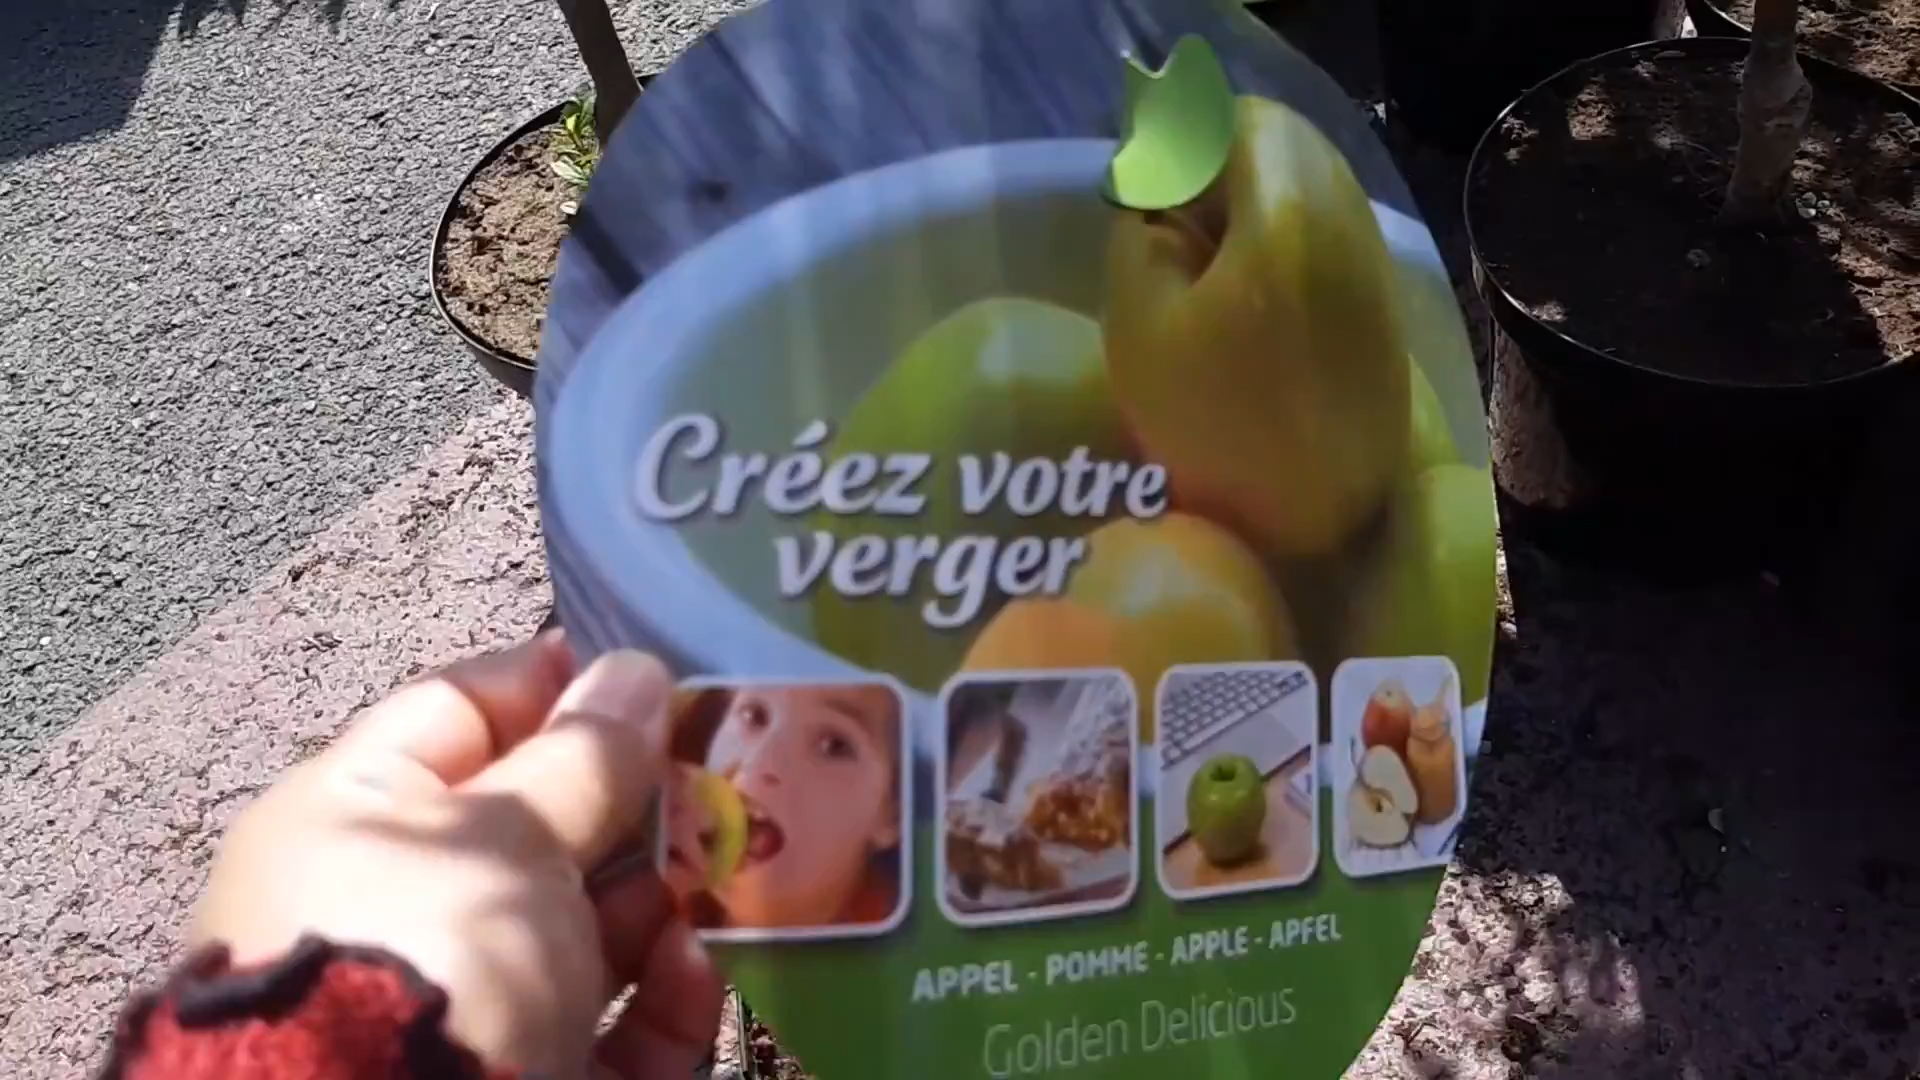 Créez votre
verger
APPEL - POMME - APPLE - APFEL
Golden Delicious